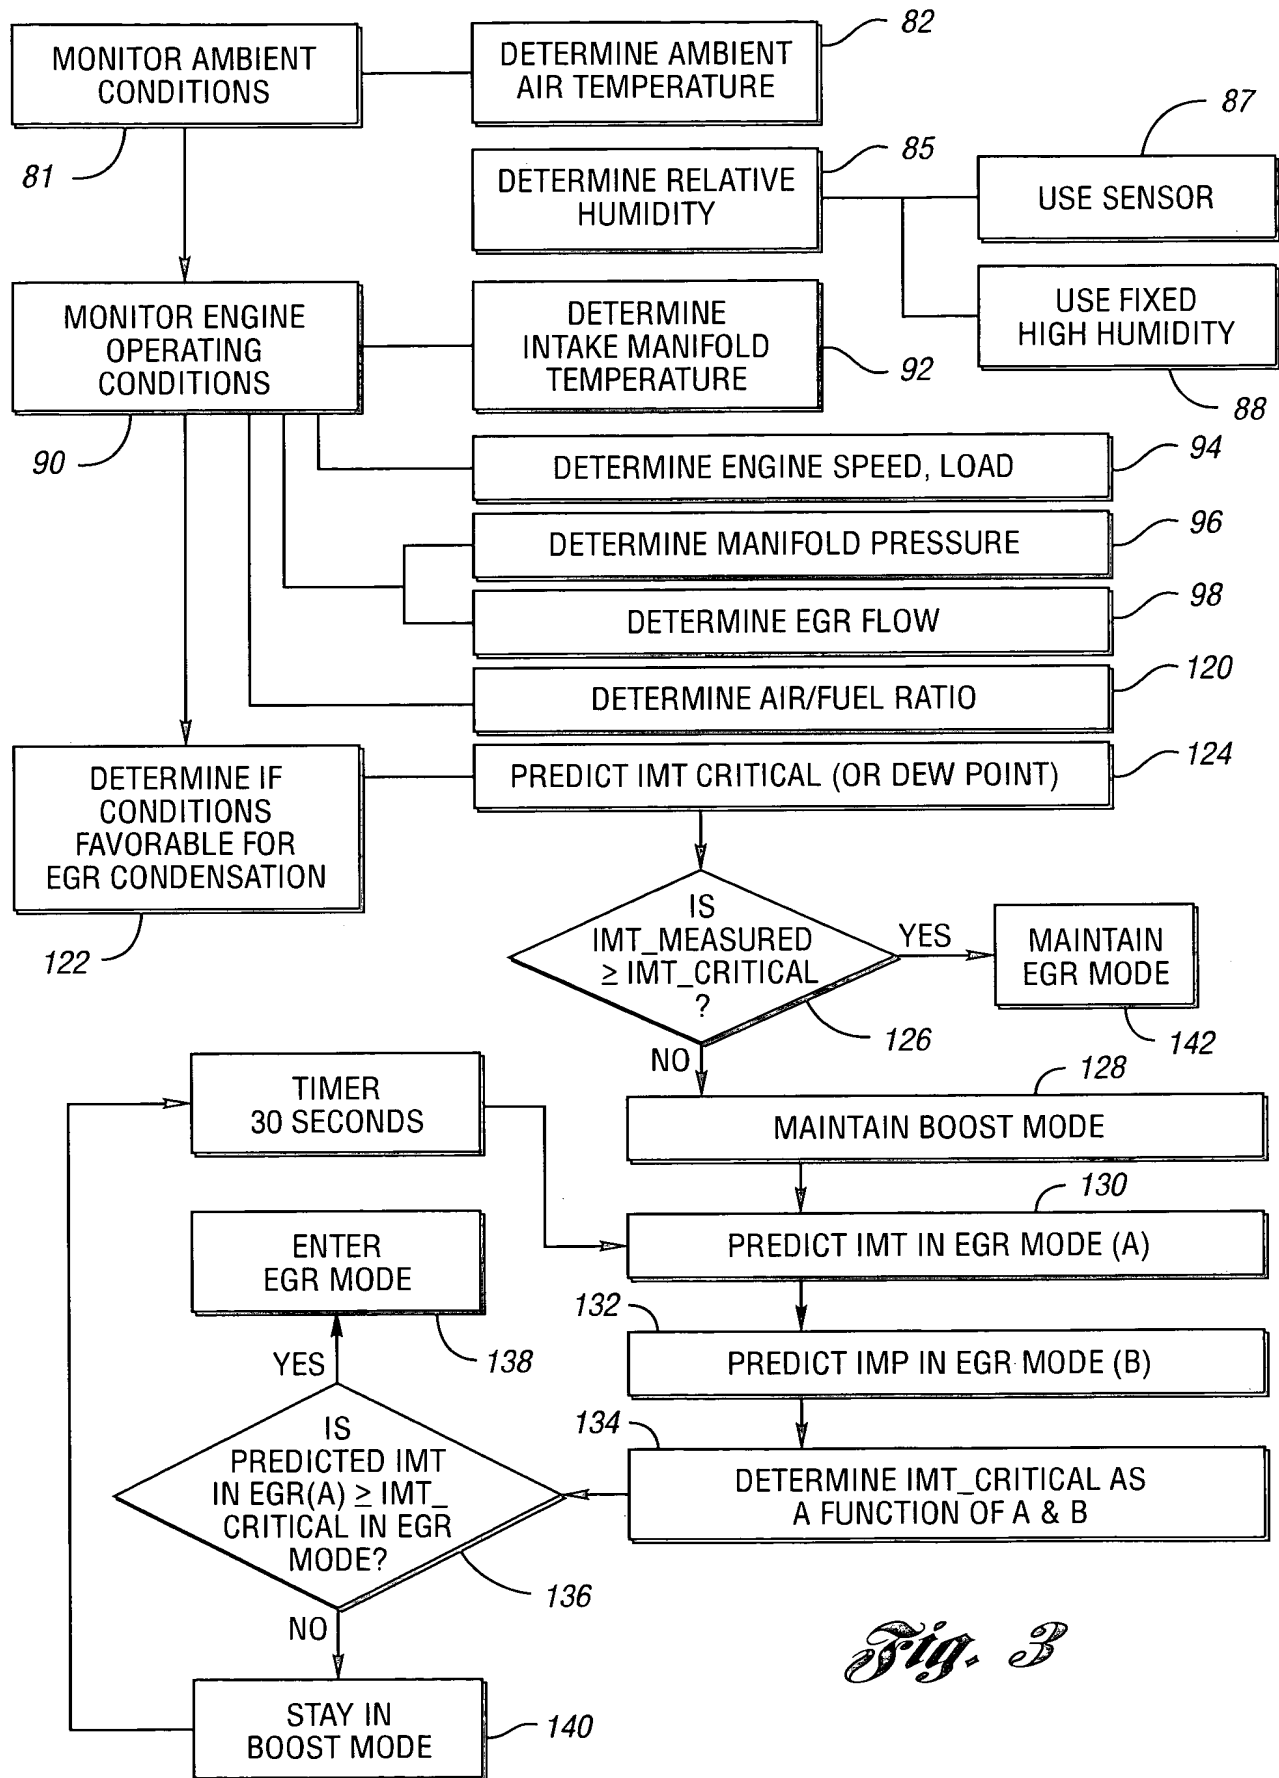 MONITOR AMBIENT
CONDITIONS
81
DETERMINE AMBIENT
AIR TEMPERATURE
82
DETERMINE RELATIVE
HUMIDITY
85
USE SENSOR
87
USE FIXED
HIGH HUMIDITY
88
MONITOR ENGINE
OPERATING
CONDITIONS
90
DETERMINE
INTAKE MANIFOLD
TEMPERATURE
92
DETERMINE ENGINE SPEED, LOAD
94
DETERMINE MANIFOLD PRESSURE
96
DETERMINE EGR FLOW
98
DETERMINE AIR/FUEL RATIO
120
DETERMINE IF
CONDITIONS
FAVORABLE FOR
EGR CONDENSATION
122
PREDICT IMT CRITICAL (OR DEW POINT)
124
IS
IMT_MEASURED
≥ IMT_CRITICAL
?
126
YES
MAINTAIN
EGR MODE
142
NO
MAINTAIN BOOST MODE
128
TIMER
30 SECONDS
PREDICT IMT IN EGR MODE (A)
130
ENTER
EGR MODE
138
PREDICT IMP IN EGR MODE (B)
132
YES
DETERMINE IMT_CRITICAL AS
A FUNCTION OF A & B
134
IS
PREDICTED IMT
IN EGR(A) ≥ IMT_
CRITICAL IN EGR
MODE?
136
NO
STAY IN
BOOST MODE
140
Fig. 3